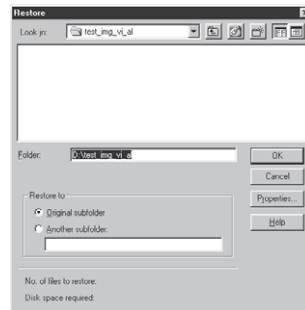 Restore
Look in: test_img_vi_al
Folder: D:\test_img_vi_al
OK
Cancel
Properties...
Help
Restore to
Original subfolder
Another subfolder:
No. of files to restore:
Disk space required: